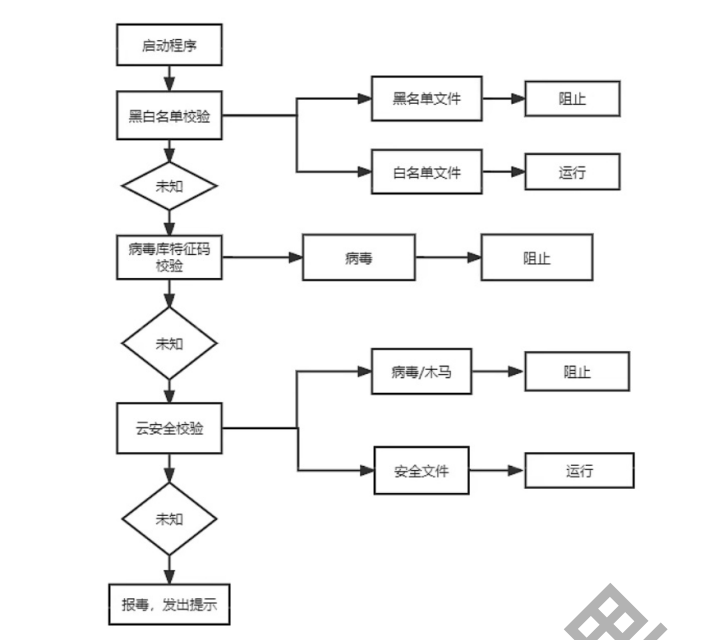 启动程序
黑白名单校验
黑名单文件
阻止
白名单文件
运行
未知
病毒库特征码
校验
病毒
阻止
未知
病毒/木马
阻止
云安全校验
安全文件
运行
未知
报毒，发出提示